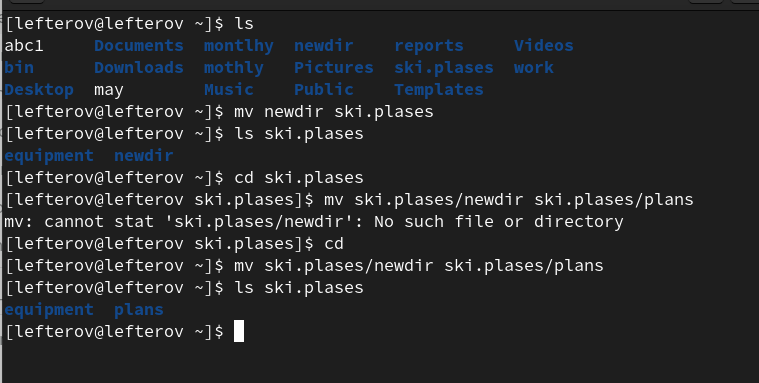 [lefterov@lefterov ~]$ ls
abc1 Documents montlhy newdir reports Videos
bin Downloads mothly Pictures ski.plases work
Desktop may Music Public Templates
[lefterov@lefterov ~]$ mv newdir ski.plases
[lefterov@lefterov ~]$ ls ski.plases
equipment newdir
[lefterov@lefterov ~]$ cd ski.plases
[lefterov@lefterov ski.plases]$ mv ski.plases/newdir ski.plases/plans
mv: cannot stat 'ski.plases/newdir': No such file or directory
[lefterov@lefterov ski.plases]$ cd
[lefterov@lefterov ~]$ mv ski.plases/newdir ski.plases/plans
[lefterov@lefterov ~]$ ls ski.plases
equipment plans
[lefterov@lefterov ~]$